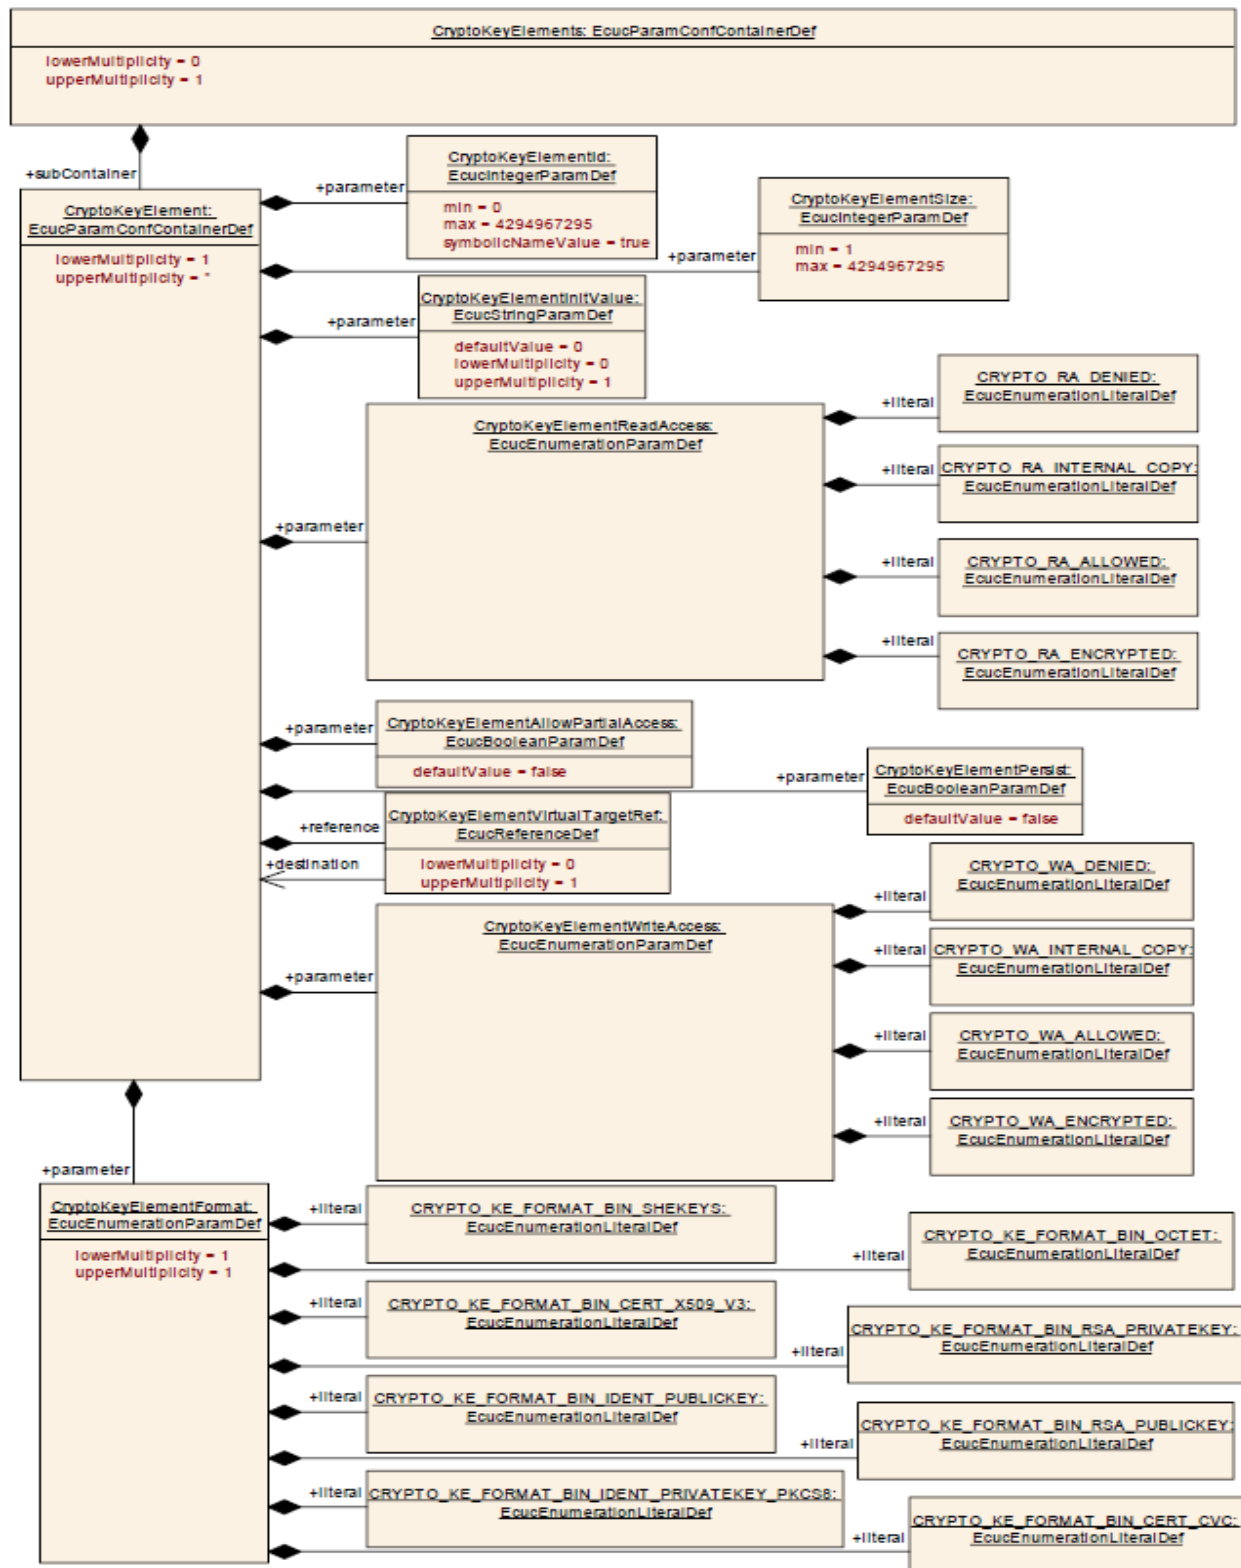 CryptoKeyElements: EcucParamConfContainerDef
lowerMultiplicity = 0
upperMultiplicity = 1
+subContainer
CryptoKeyElement:
EcucParamConfContainerDef
lowerMultiplicity = 1
upperMultiplicity = *
+parameter
CryptoKeyElementId:
EcucIntegerParamDef
min = 0
max = 4294967295
symbolicNameValue = true
+parameter
CryptoKeyElementSize:
EcucIntegerParamDef
min = 1
max = 4294967295
+parameter
CryptoKeyElementInitValue:
EcucStringParamDef
defaultValue = 0
lowerMultiplicity = 0
upperMultiplicity = 1
+parameter
CryptoKeyElementReadAccess:
EcucEnumerationParamDef
+literal
CRYPTO_RA_DENIED:
EcucEnumerationLiteralDef
+literal
CRYPTO_RA_INTERNAL_COPY:
EcucEnumerationLiteralDef
+literal
CRYPTO_RA_ALLOWED:
EcucEnumerationLiteralDef
+literal
CRYPTO_RA_ENCRYPTED:
EcucEnumerationLiteralDef
+parameter
CryptoKeyElementAllowPartialAccess:
EcucBooleanParamDef
defaultValue = false
+parameter
CryptoKeyElementPersist:
EcucBooleanParamDef
defaultValue = false
+reference
CryptoKeyElementVirtualTargetRef:
EcucReferenceDef
+destination
lowerMultiplicity = 0
upperMultiplicity = 1
+parameter
CryptoKeyElementWriteAccess:
EcucEnumerationParamDef
+literal
CRYPTO_WA_DENIED:
EcucEnumerationLiteralDef
+literal
CRYPTO_WA_INTERNAL_COPY:
EcucEnumerationLiteralDef
+literal
CRYPTO_WA_ALLOWED:
EcucEnumerationLiteralDef
+literal
CRYPTO_WA_ENCRYPTED:
EcucEnumerationLiteralDef
+parameter
CryptoKeyElementFormat:
EcucEnumerationParamDef
lowerMultiplicity = 1
upperMultiplicity = 1
+literal
CRYPTO_KE_FORMAT_BIN_SHEKEYS:
EcucEnumerationLiteralDef
+literal
CRYPTO_KE_FORMAT_BIN_OCTET:
EcucEnumerationLiteralDef
+literal
CRYPTO_KE_FORMAT_BIN_CERT_X509_V3:
EcucEnumerationLiteralDef
+literal
CRYPTO_KE_FORMAT_BIN_RSA_PRIVATEKEY:
EcucEnumerationLiteralDef
+literal
CRYPTO_KE_FORMAT_BIN_IDENT_PUBLICKEY:
EcucEnumerationLiteralDef
+literal
CRYPTO_KE_FORMAT_BIN_RSA_PUBLICKEY:
EcucEnumerationLiteralDef
+literal
CRYPTO_KE_FORMAT_BIN_IDENT_PRIVATEKEY_PKCS8:
EcucEnumerationLiteralDef
+literal
CRYPTO_KE_FORMAT_BIN_CERT_CVC:
EcucEnumerationLiteralDef